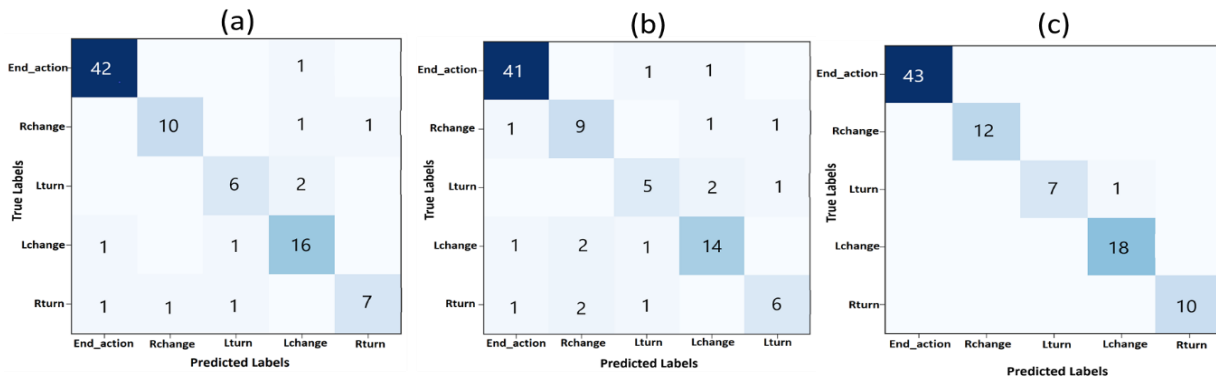 (a)
End_action 42 1
Rchange 10 1 1
Lturn 6 2
Lchange 1 1 16
Rturn 1 1 1 7
End_action Rchange Lturn Lchange Rturn
Predicted Labels
True Labels
(b)
End_action 41 1 1
Rchange 1 9 1 1
Lturn 5 2 1
Lchange 1 2 1 14
Rturn 1 2 1 6
End_action Rchange Lturn Lchange Lturn
Predicted Labels
True Labels
(c)
End_action 43
Rchange 12
Lturn 7 1
Lchange 18
Rturn 10
End_action Rchange Lturn Lchange Rturn
Predicted Labels
True Labels